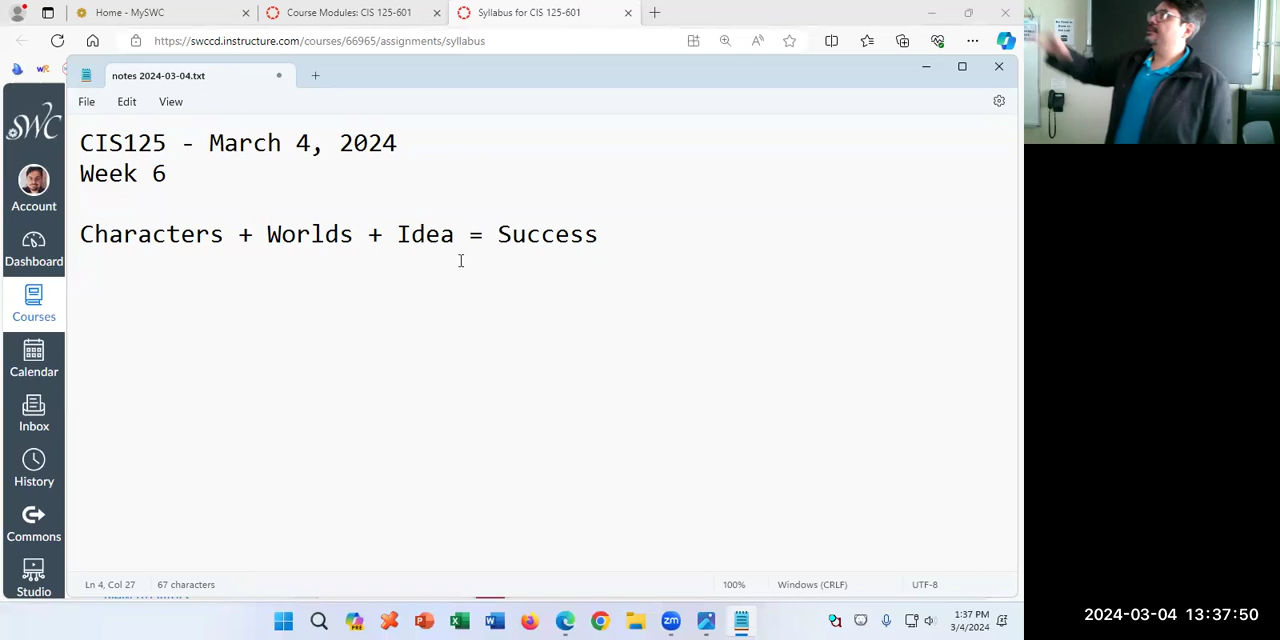 Home - MySWC
Course Modules: CIS 125-601
Syllabus for CIS 125-601
https://swccd.instructure.com/courses/66965/assignments/syllabus
notes 2024-03-04.txt
File Edit View
SWC
Account
Dashboard
Courses
Calendar
Inbox
History
Commons
Studio
CIS125 - March 4, 2024
Week 6
Characters + Worlds + Idea = Success
Ln 4, Col 27 67 characters 100% Windows (CRLF) UTF-8
1:37 PM
3/4/2024
2024-03-04 13:37:50